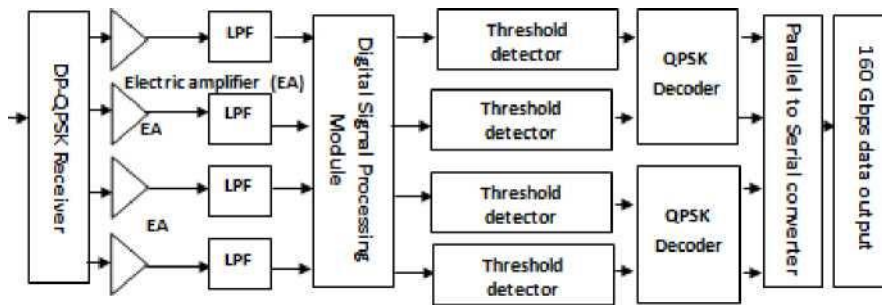 DP-QPSK Receiver
LPF
Electric amplifier (EA)
LPF
EA
LPF
EA
LPF
Digital Signal Processing
Module
Threshold
detector
Threshold
detector
Threshold
detector
Threshold
detector
QPSK
Decoder
QPSK
Decoder
Parallel to
Serial converter
160 Gbps data output